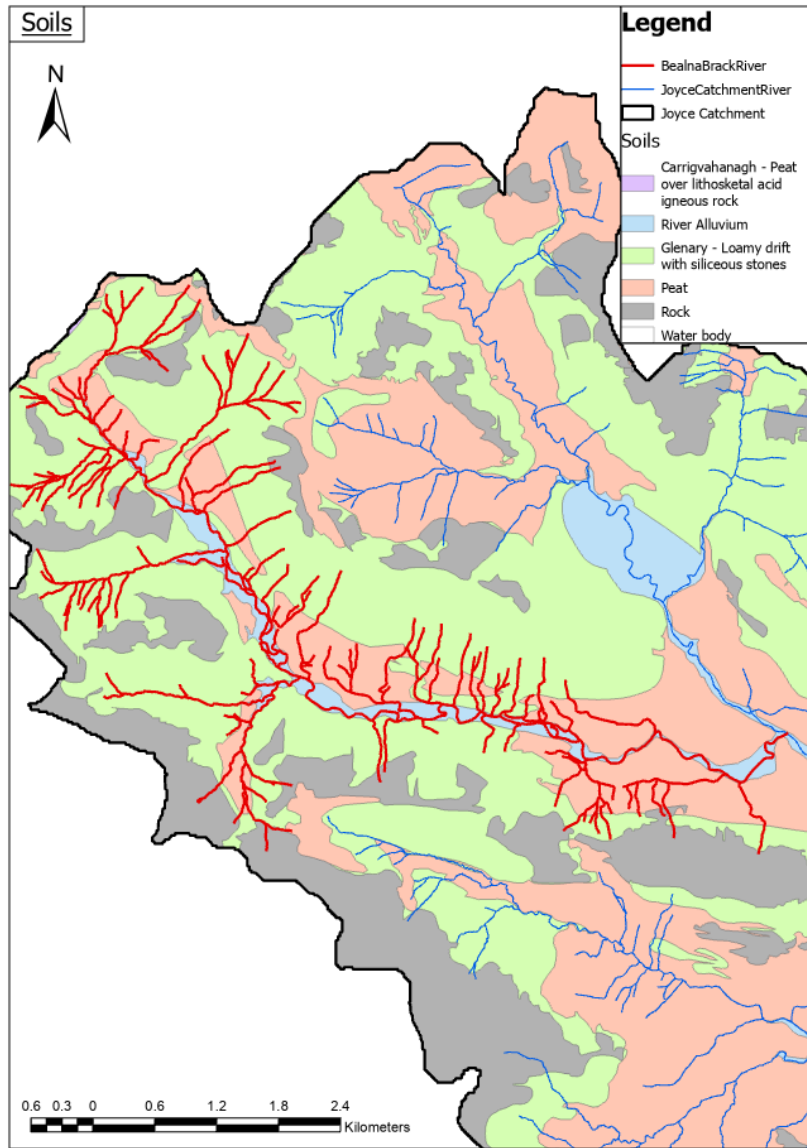 Soils
N
Legend
BealnaBrackRiver
JoyceCatchmentRiver
Joyce Catchment
Soils
Carrigvahanagh - Peat
over lithosketal acid
igneous rock
River Alluvium
Glenary - Loamy drift
with siliceous stones
Peat
Rock
Water body
0.6 0.3 0 0.6 1.2 1.8 2.4
Kilometers